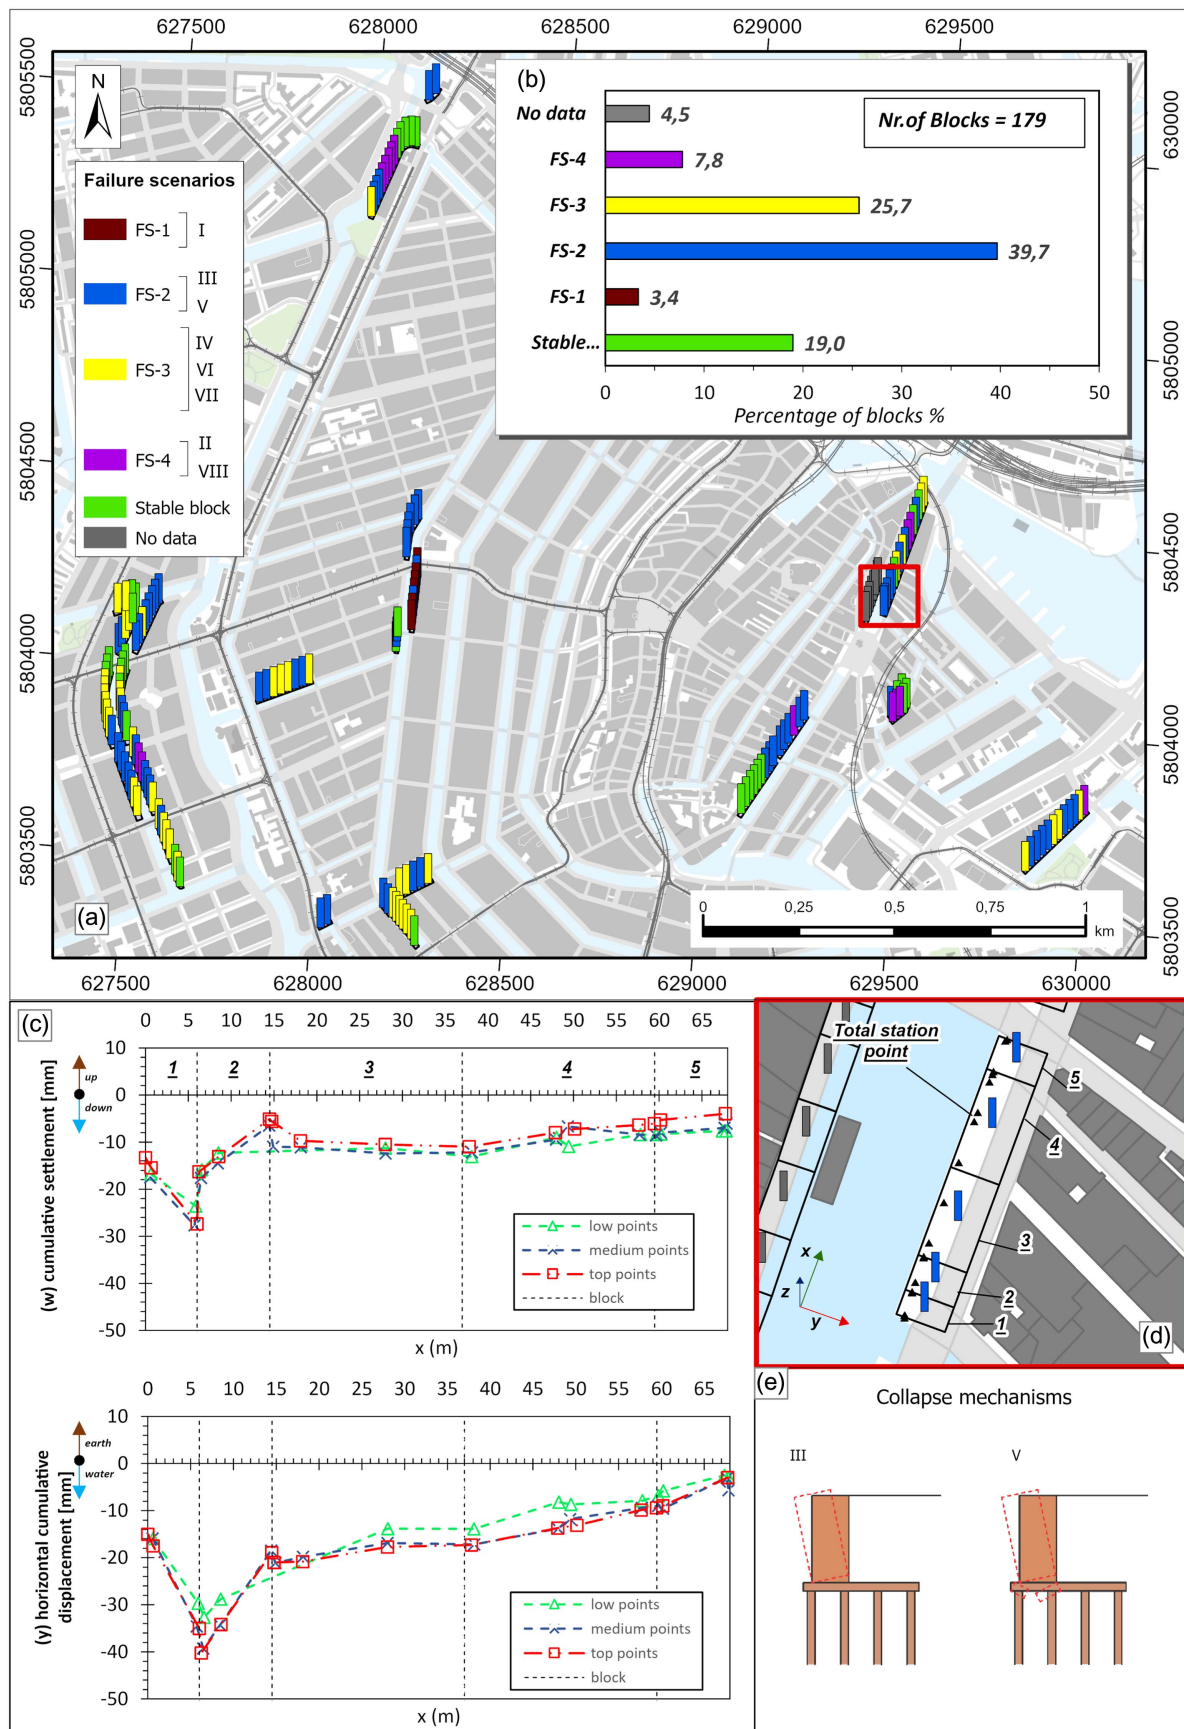 627500 628000 628500 629000 629500
5805500
5805000
5804500
5804000
5803500
630000
5805000
5804500
5804000
5803500
N
Failure scenarios
FS-1 I
FS-2 III
V
FS-3 IV
VI
VII
FS-4 II
VIII
Stable block
No data
(b)
Nr.of Blocks = 179
No data 4,5
FS-4 7,8
FS-3 25,7
FS-2 39,7
FS-1 3,4
Stable... 19,0
0 10 20 30 40 50
Percentage of blocks %
0 0,25 0,75 1
km
(a)
627500 628000 628500 629000 629500 630000
(c)
0 5 10 15 20 25 30 35 40 45 50 55 60 65
1 2 3 4 5
up
down
(w) cumulative settlement [mm]
10
0
-10
-20
-30
-40
-50
low points
medium points
top points
block
x (m)
0 5 10 15 20 25 30 35 40 45 50 55 60 65
earth
water
(y) horizontal cumulative
displacement [mm]
10
0
-10
-20
-30
-40
-50
low points
medium points
top points
block
x (m)
Total station
point
5
4
3
2
1
x
z
y
(d)
(e)
Collapse mechanisms
III V